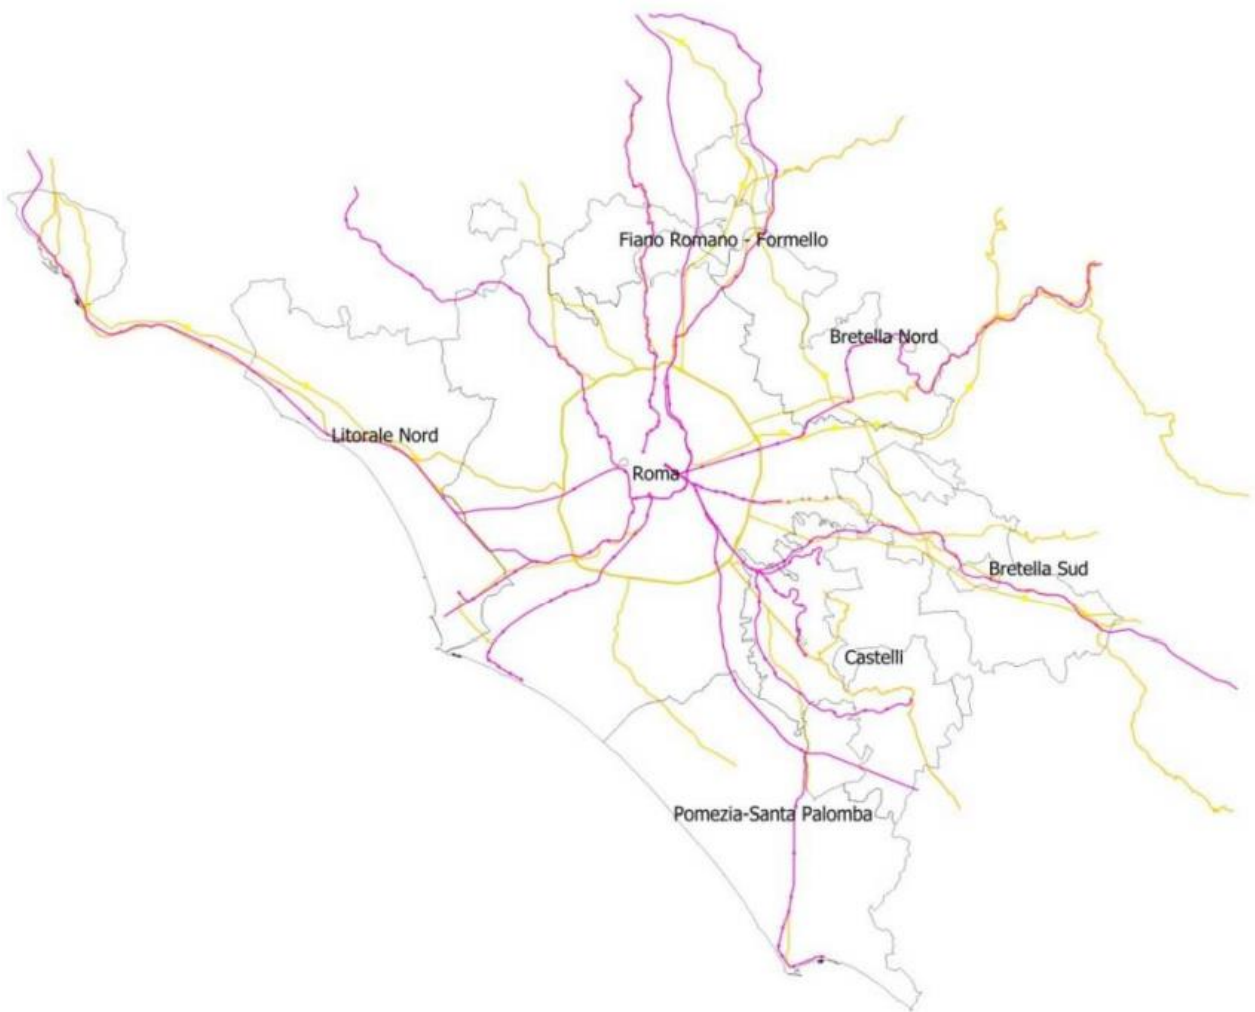 Fiano Romano - Formello
Bretella Nord
Litorale Nord
Roma
Bretella Sud
Castelli
Pomezia-Santa Palomba